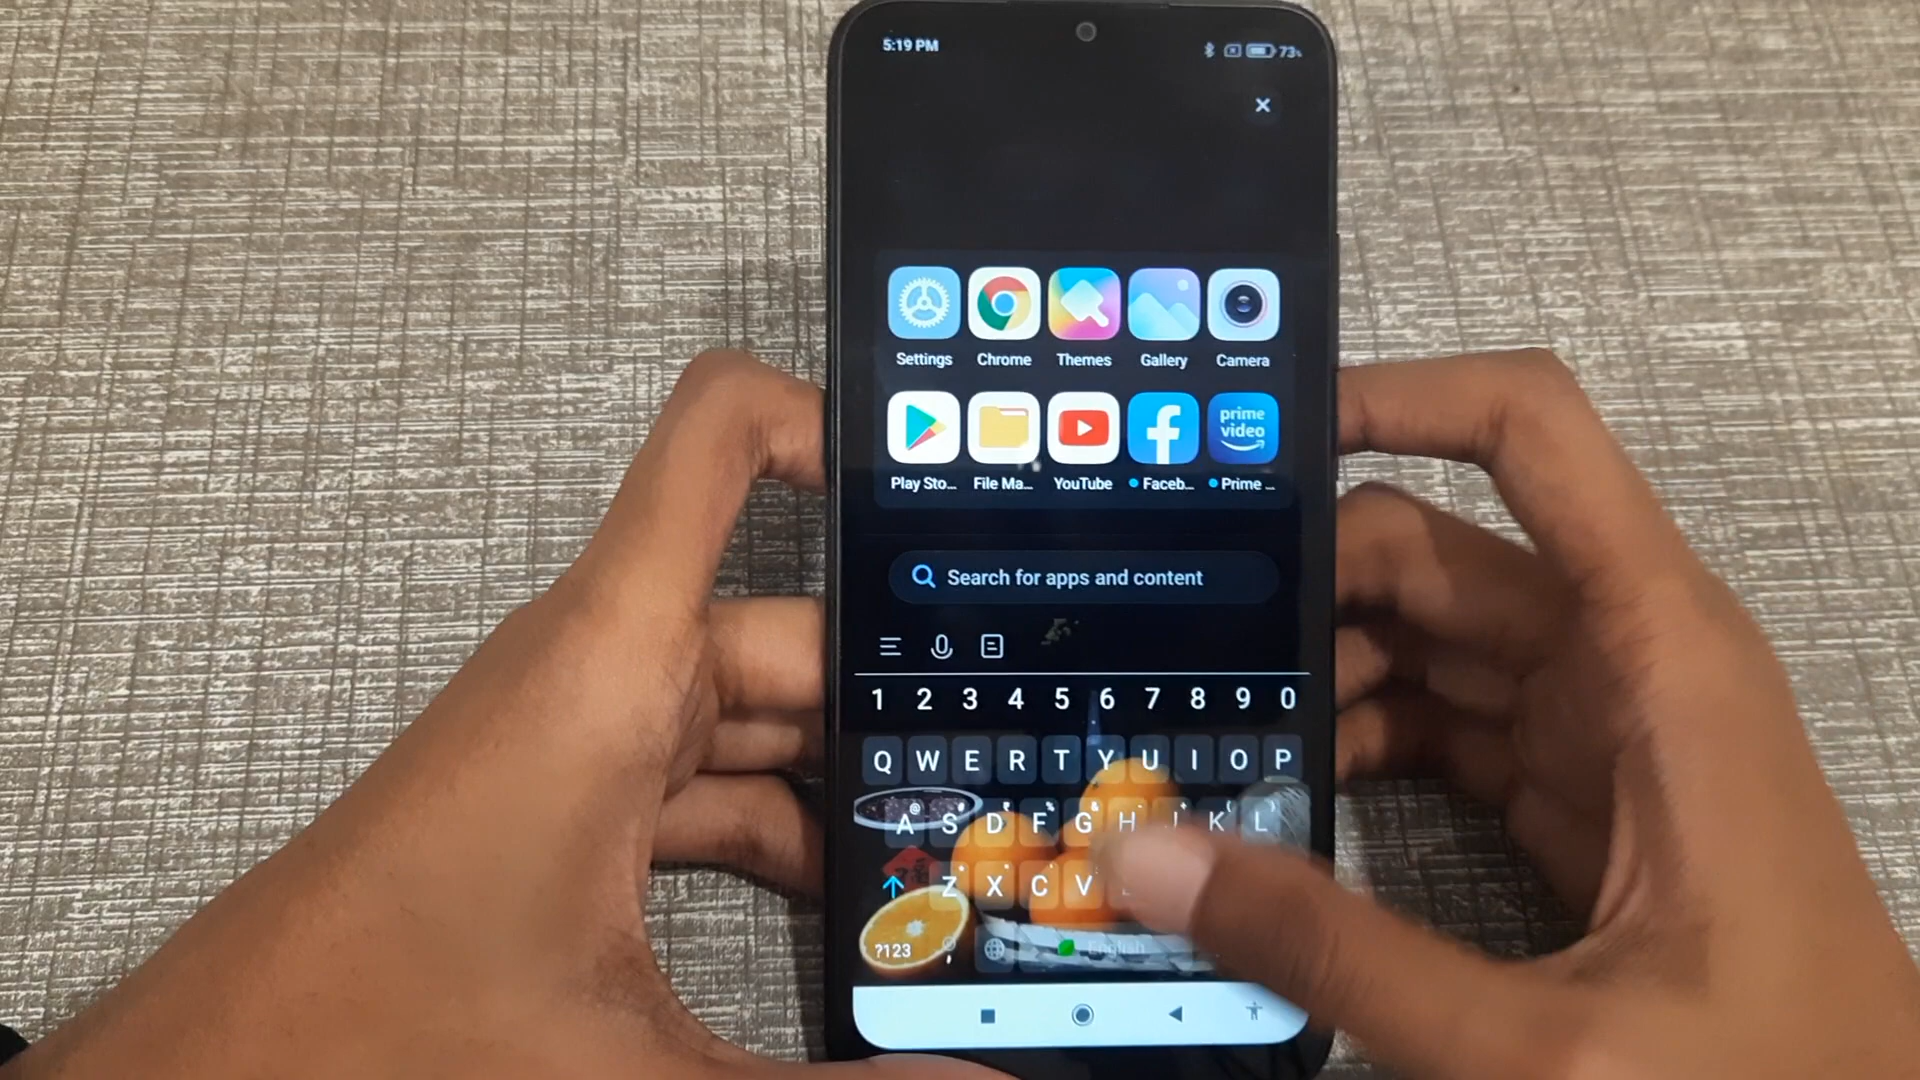 5:19 PM 73%
Settings Chrome Themes Gallery Camera
prime video
Play Sto... File Ma... YouTube Faceb... Prime ...
Search for apps and content
1 2 3 4 5 6 7 8 9 0
Q W E R T Y U I O P
A S D F G H J K L
Z X C V
?123 , English